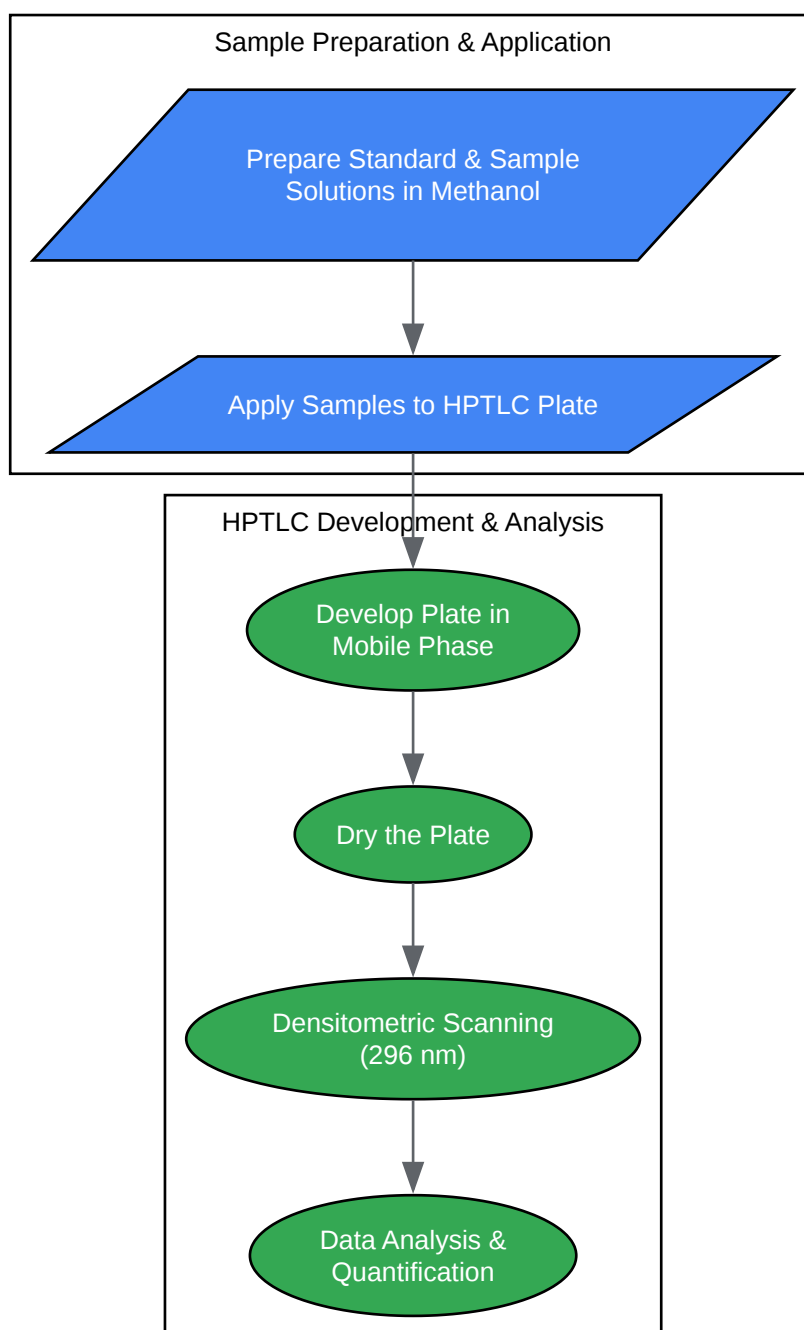 Sample Preparation & Application
Prepare Standard & Sample
Solutions in Methanol
Apply Samples to HPTLC Plate
HPTLC Development & Analysis
Develop Plate in
Mobile Phase
Dry the Plate
Densitometric Scanning
(296 nm)
Data Analysis &
Quantification